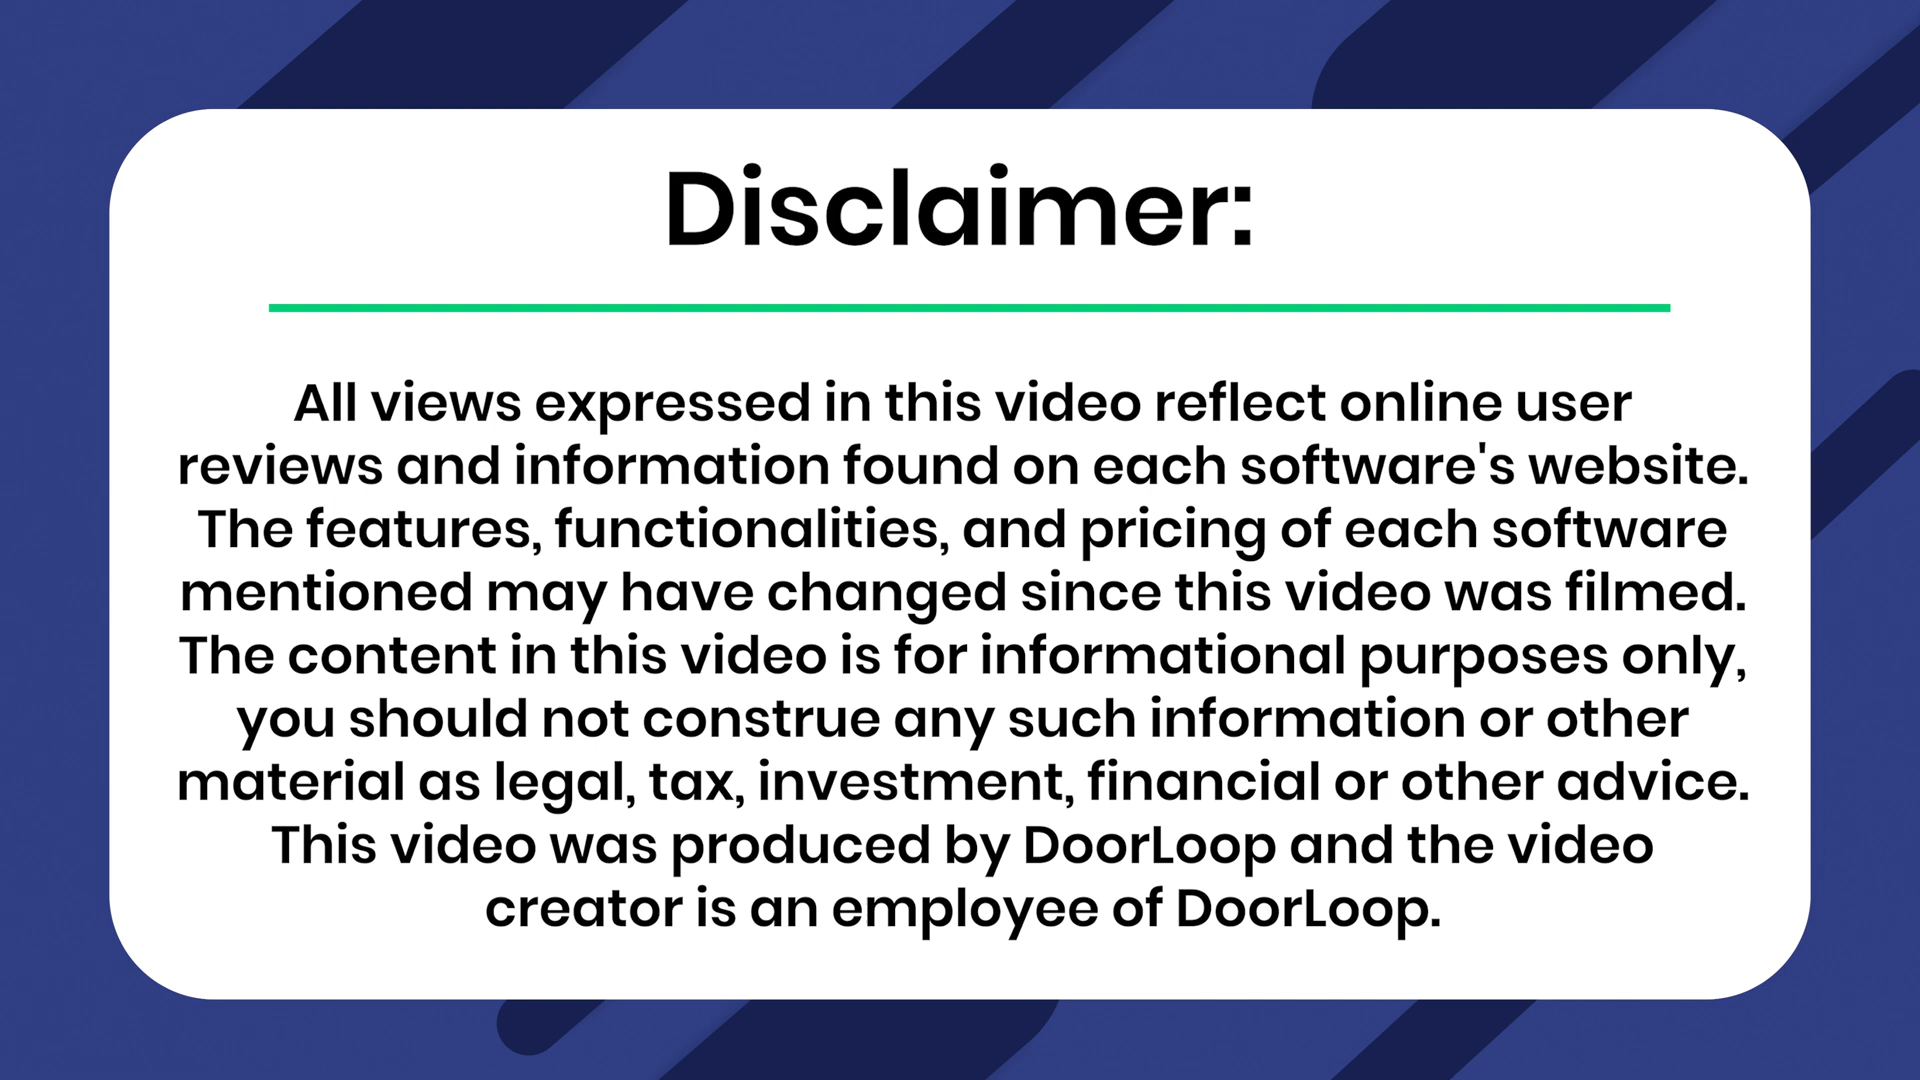 Disclaimer:
All views expressed in this video reflect online user
reviews and information found on each software's website.
The features, functionalities, and pricing of each software
mentioned may have changed since this video was filmed.
The content in this video is for informational purposes only,
you should not construe any such information or other
material as legal, tax, investment, financial or other advice.
This video was produced by DoorLoop and the video
creator is an employee of DoorLoop.